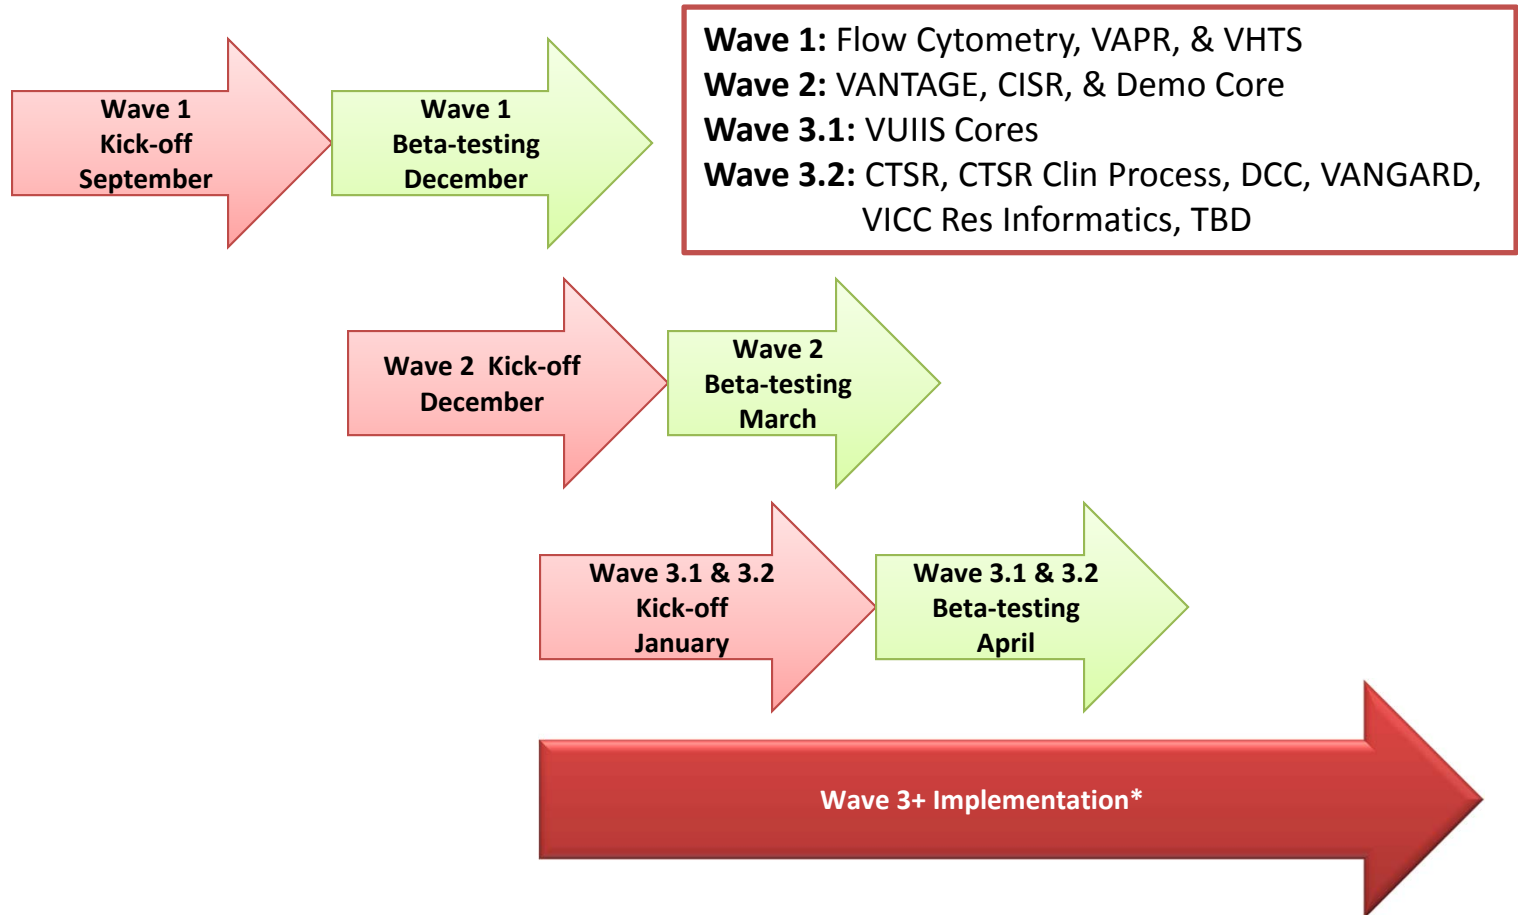 Wave 1: Flow Cytometry, VAPR, & VHTS
Wave 2: VANTAGE, CISR, & Demo Core
Wave 3.1: VUIIS Cores
Wave 3.2: CTSR, CTSR Clin Process, DCC, VANGARD,
VICC Res Informatics, TBD
Wave 1
Kick-off
September
Wave 1
Beta-testing
December
Wave 2 Kick-off
December
Wave 2
Beta-testing
March
Wave 3.1 & 3.2
Kick-off
January
Wave 3.1 & 3.2
Beta-testing
April
Wave 3+ Implementation*